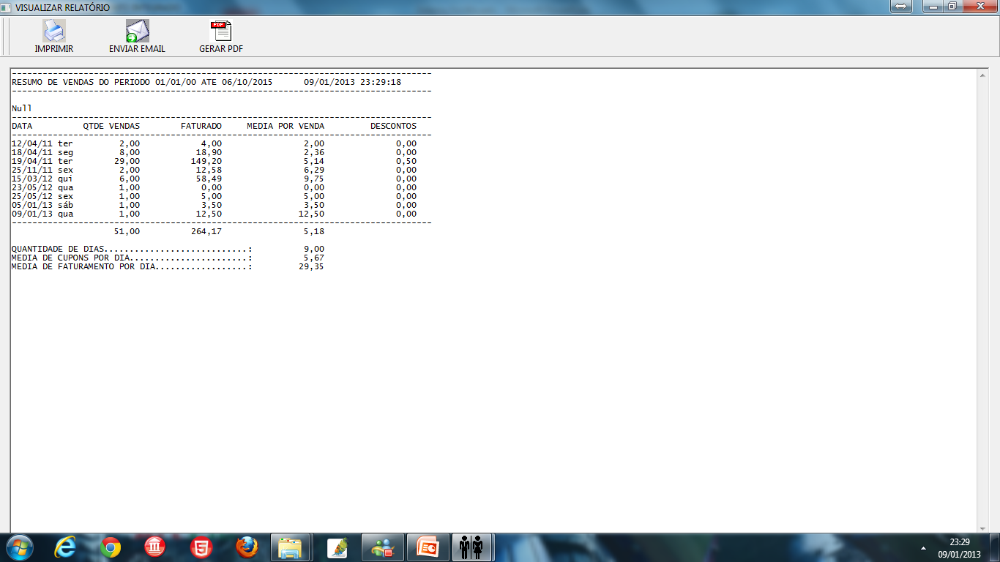 VISUALIZAR RELATÓRIO
IMPRIMIR ENVIAR EMAIL GERAR PDF
PDF
--------------------------------------------------------------------------------
RESUMO DE VENDAS DO PERIODO 01/01/00 ATE 06/10/2015 09/01/2013 23:29:18
--------------------------------------------------------------------------------
Null
--------------------------------------------------------------------------------
DATA QTDE VENDAS FATURADO MEDIA POR VENDA DESCONTOS
--------------------------------------------------------------------------------
12/04/11 ter 2,00 4,00 2,00 0,00
18/04/11 seg 8,00 18,90 2,36 0,00
19/04/11 ter 29,00 149,20 5,14 0,50
25/11/11 sex 2,00 12,58 6,29 0,00
15/03/12 qui 6,00 58,49 9,75 0,00
23/05/12 qua 1,00 0,00 0,00 0,00
25/05/12 sex 1,00 5,00 5,00 0,00
05/01/13 sáb 1,00 3,50 3,50 0,00
09/01/13 qua 1,00 12,50 12,50 0,00
--------------------------------------------------------------------------------
51,00 264,17 5,18
QUANTIDADE DE DIAS............................: 9,00
MEDIA DE CUPONS POR DIA.......................: 5,67
MEDIA DE FATURAMENTO POR DIA..................: 29,35
23:29
09/01/2013